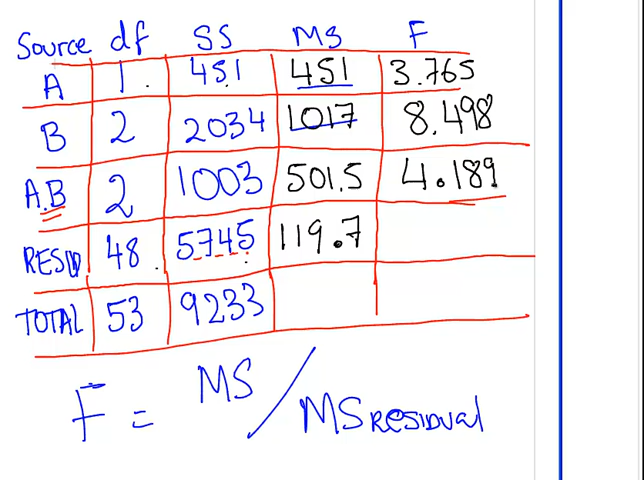 Source df SS MS F
A 1 451 451 3.765
B 2 2034 1017 8.498
A.B 2 1003 501.5 4.189
RESID 48 5745 119.7
TOTAL 53 9233
F = MS / MS RESIDUAL